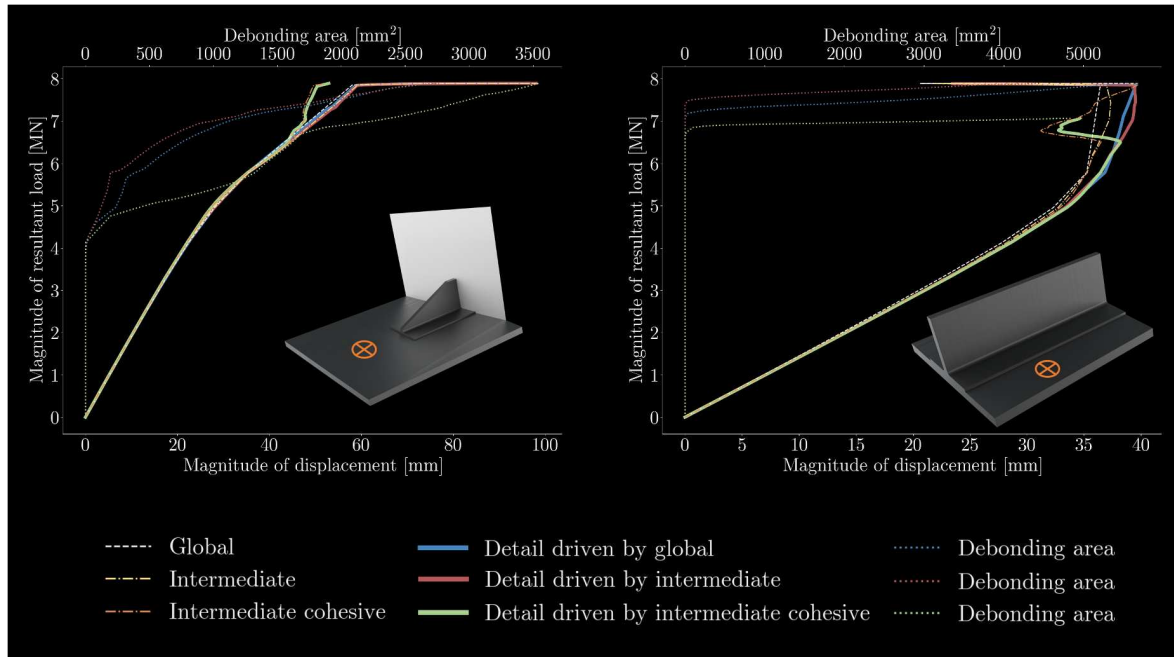 Debonding area [mm²]
0 500 1000 1500 2000 2500 3000 3500
8
7
6
5
4
3
2
1
0
Magnitude of resultant load [MN]
0 20 40 60 80 100
Magnitude of displacement [mm]
Debonding area [mm²]
0 1000 2000 3000 4000 5000
8
7
6
5
4
3
2
1
0
Magnitude of resultant load [MN]
0 5 10 15 20 25 30 35 40
Magnitude of displacement [mm]
Global
Intermediate
Intermediate cohesive
Detail driven by global
Detail driven by intermediate
Detail driven by intermediate cohesive
Debonding area
Debonding area
Debonding area